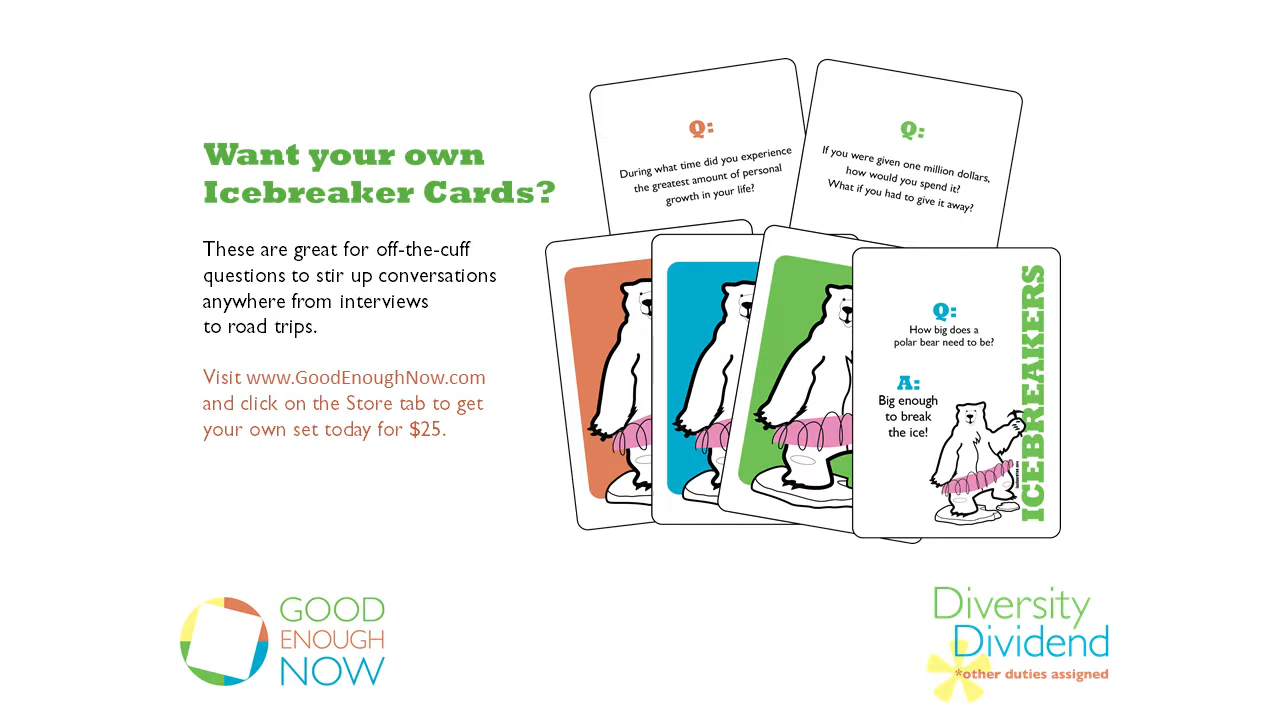 Want your own
Icebreaker Cards?
These are great for off-the-cuff
questions to stir up conversations
anywhere from interviews
to road trips.
Visit www.GoodEnoughNow.com
and click on the Store tab to get
your own set today for $25.
Q:
During what time did you experience
the greatest amount of personal
growth in your life?
Q:
If you were given one million dollars,
how would you spend it?
What if you had to give it away?
Q:
How big does a
polar bear need to be?
A:
Big enough
to break
the ice!
ICEBREAKERS
GOOD
ENOUGH
NOW
Diversity
Dividend
*other duties assigned